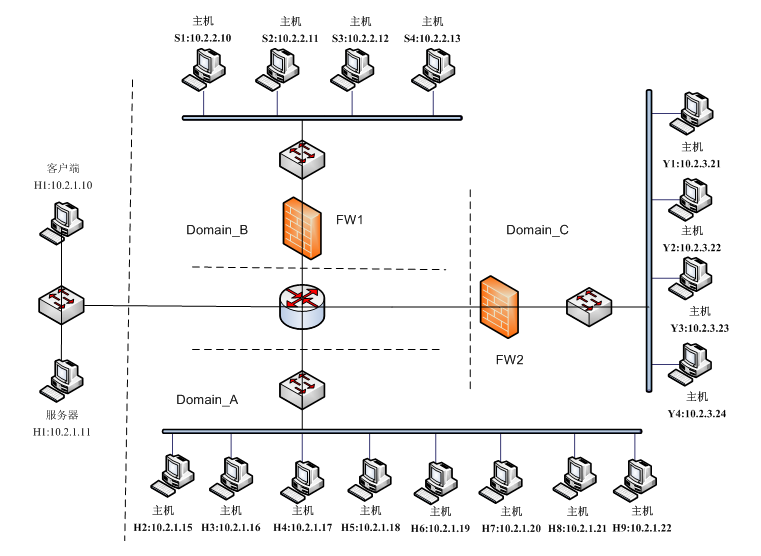 主机
S1:10.2.2.10
主机
S2:10.2.2.11
主机
S3:10.2.2.12
主机
S4:10.2.2.13
客户端
H1:10.2.1.10
服务器
H1:10.2.1.11
Domain_B
FW1
Domain_C
FW2
Domain_A
主机
Y1:10.2.3.21
主机
Y2:10.2.3.22
主机
Y3:10.2.3.23
主机
Y4:10.2.3.24
主机
H2:10.2.1.15
主机
H3:10.2.1.16
主机
H4:10.2.1.17
主机
H5:10.2.1.18
主机
H6:10.2.1.19
主机
H7:10.2.1.20
主机
H8:10.2.1.21
主机
H9:10.2.1.22